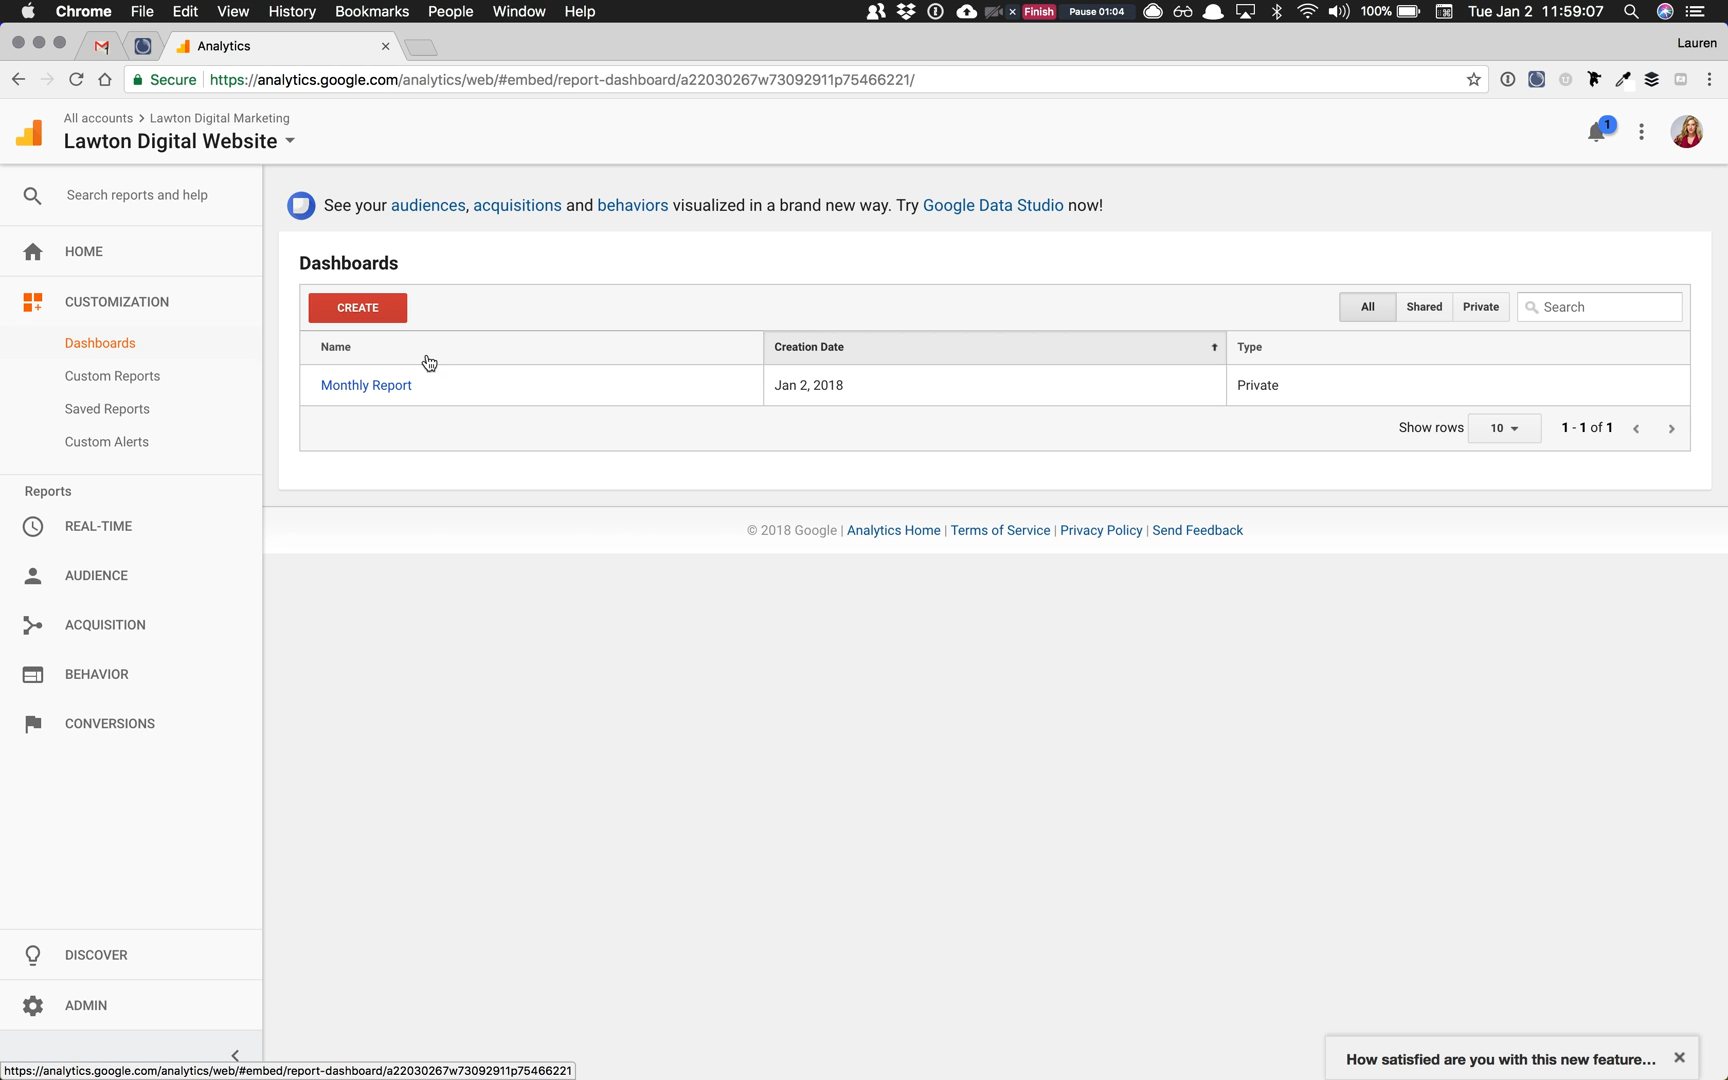 Chrome File Edit View History Bookmarks People Window Help Finish Pause 01:04 100% Tue Jan 2 11:59:07
Analytics Lauren
Secure https://analytics.google.com/analytics/web/#embed/report-dashboard/a22030267w73092911p75466221/
All accounts > Lawton Digital Marketing
Lawton Digital Website
1
Search reports and help
HOME
CUSTOMIZATION
Dashboards
Custom Reports
Saved Reports
Custom Alerts
Reports
REAL-TIME
AUDIENCE
ACQUISITION
BEHAVIOR
CONVERSIONS
DISCOVER
ADMIN
See your audiences, acquisitions and behaviors visualized in a brand new way. Try Google Data Studio now!
Dashboards
CREATE All Shared Private Search
Name Creation Date Type
Monthly Report Jan 2, 2018 Private
Show rows 10 1 - 1 of 1
© 2018 Google | Analytics Home | Terms of Service | Privacy Policy | Send Feedback
How satisfied are you with this new feature...
https://analytics.google.com/analytics/web/#embed/report-dashboard/a22030267w73092911p75466221